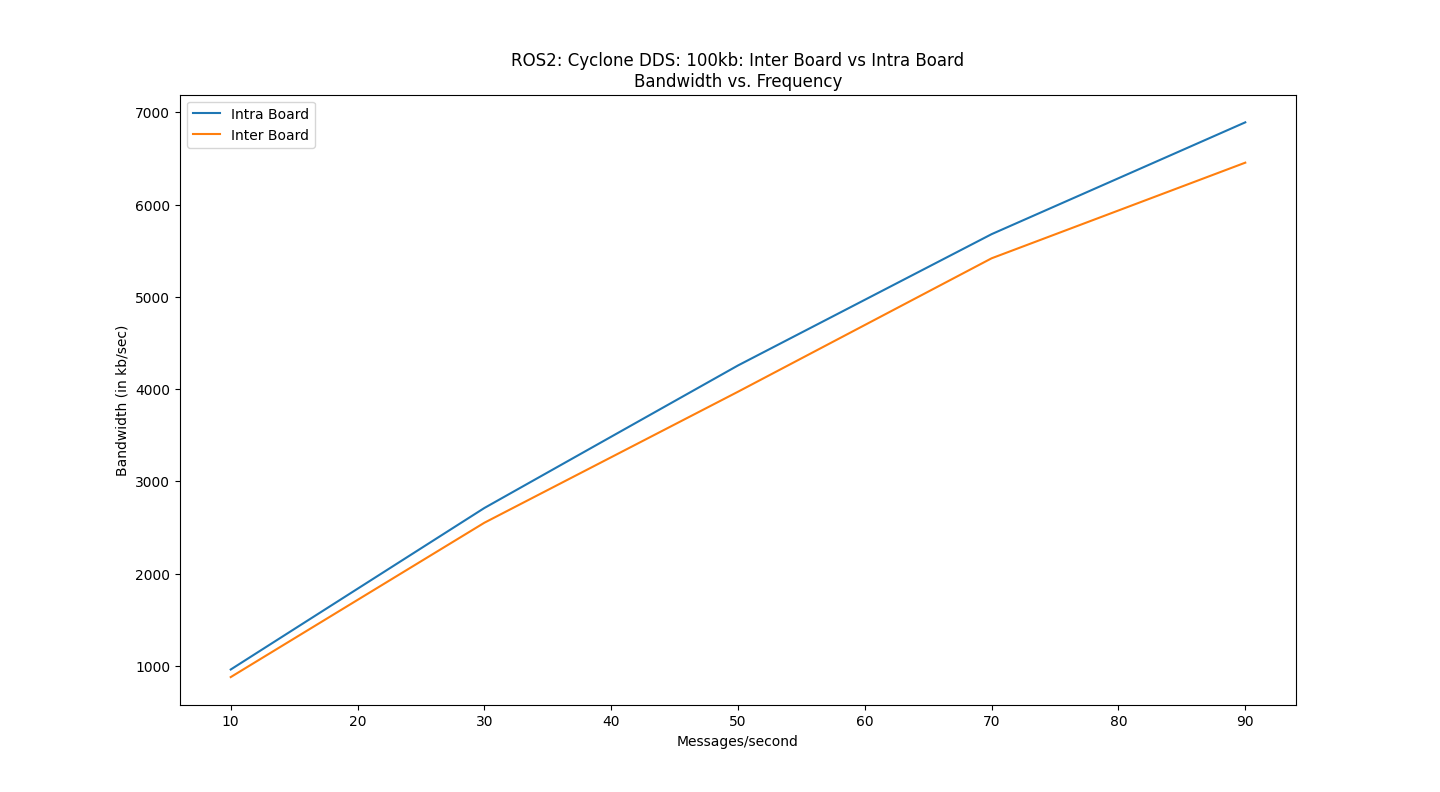 ROS2: Cyclone DDS: 100kb: Inter Board vs Intra Board
Bandwidth vs. Frequency
Intra Board
Inter Board
7000
6000
5000
4000
3000
2000
1000
Bandwidth (in kb/sec)
10 20 30 40 50 60 70 80 90
Messages/second